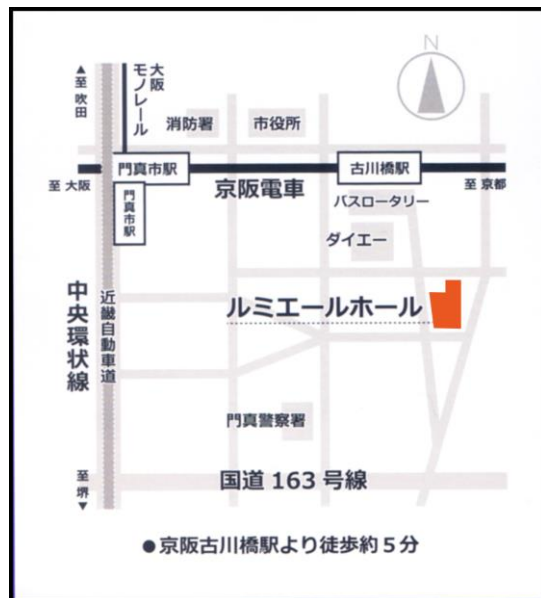 N
▲至 吹田
大阪モノレール
消防署
市役所
門真市駅
古川橋駅
至 大阪
京阪電車
至 京都
門真市駅
バスロータリー
ダイエー
中央環状線
近畿自動車道
ルミエールホール
門真警察署
至 堺▼
国道 163 号線
●京阪古川橋駅より徒歩約5分